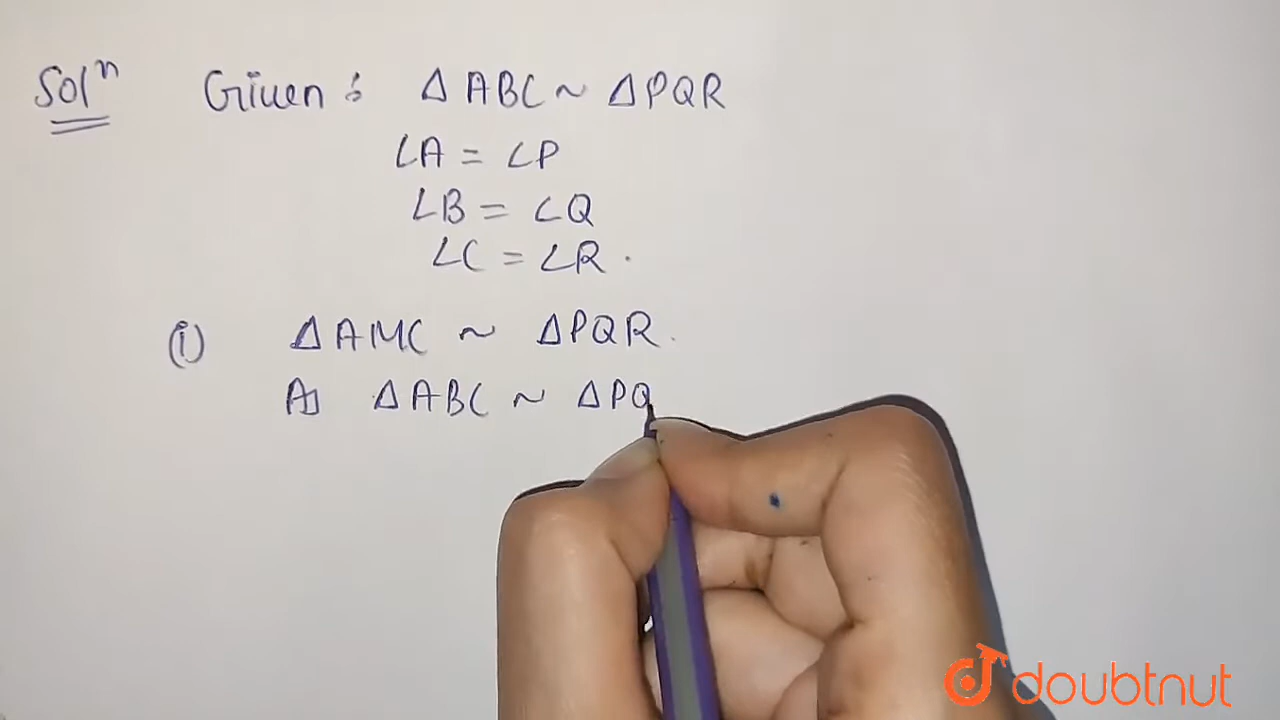 Solⁿ Given : ΔABC ~ ΔPQR
∠A = ∠P
∠B = ∠Q
∠C = ∠R.
(i) ΔAMC ~ ΔPQR.
As ΔABC ~ ΔPQ
doubtnut